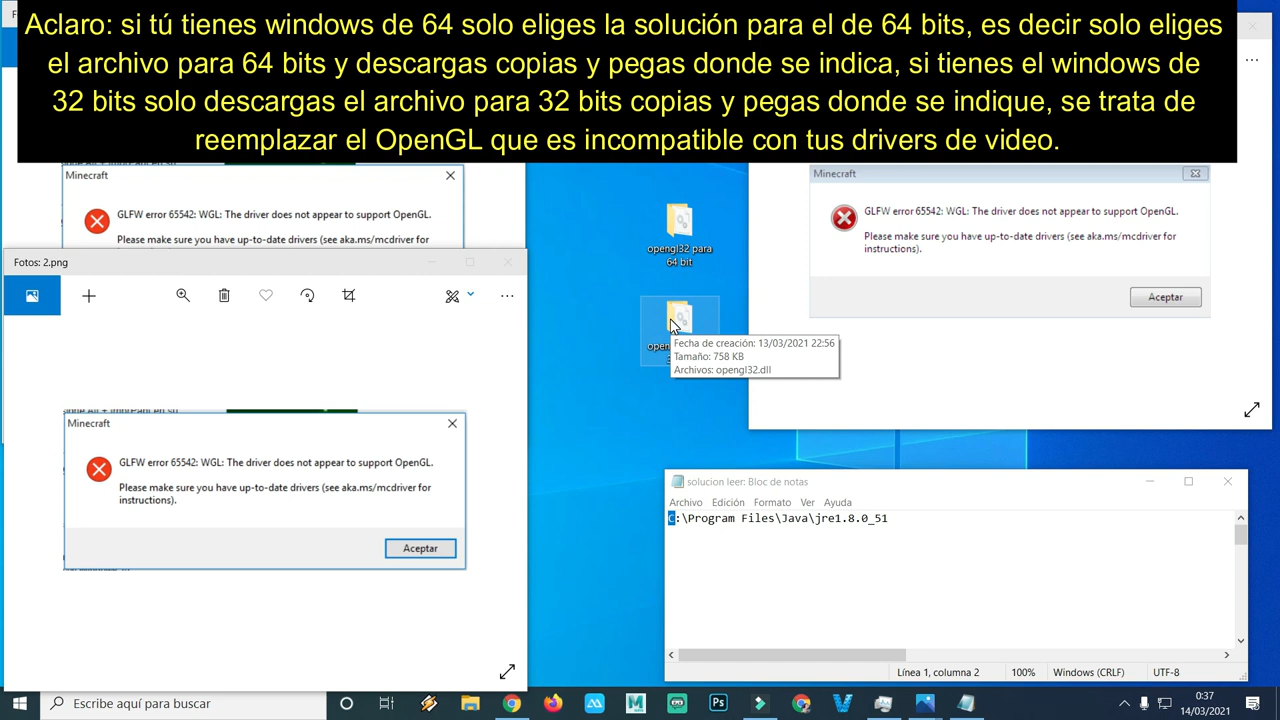 Aclaro: si tú tienes windows de 64 solo eliges la solución para el de 64 bits, es decir solo eliges
el archivo para 64 bits y descargas copias y pegas donde se indica, si tienes el windows de
32 bits solo descargas el archivo para 32 bits copias y pegas donde se indique, se trata de
reemplazar el OpenGL que es incompatible con tus drivers de video.
Minecraft
GLFW error 65542: WGL: The driver does not appear to support OpenGL.
Please make sure you have up-to-date drivers (see aka.ms/mcdriver for
Fotos: 2.png
Minecraft
GLFW error 65542: WGL: The driver does not appear to support OpenGL.
Please make sure you have up-to-date drivers (see aka.ms/mcdriver for
instructions).
Aceptar
opengl32 para
64 bit
Fecha de creación: 13/03/2021 22:56
Tamaño: 758 KB
Archivos: opengl32.dll
Minecraft
GLFW error 65542: WGL: The driver does not appear to support OpenGL.
Please make sure you have up-to-date drivers (see aka.ms/mcdriver for
instructions).
Aceptar
solucion leer: Bloc de notas
Archivo Edición Formato Ver Ayuda
C:\Program Files\Java\jre1.8.0_51
Línea 1, columna 2 100% Windows (CRLF) UTF-8
Escribe aquí para buscar
Ps
0:37
14/03/2021